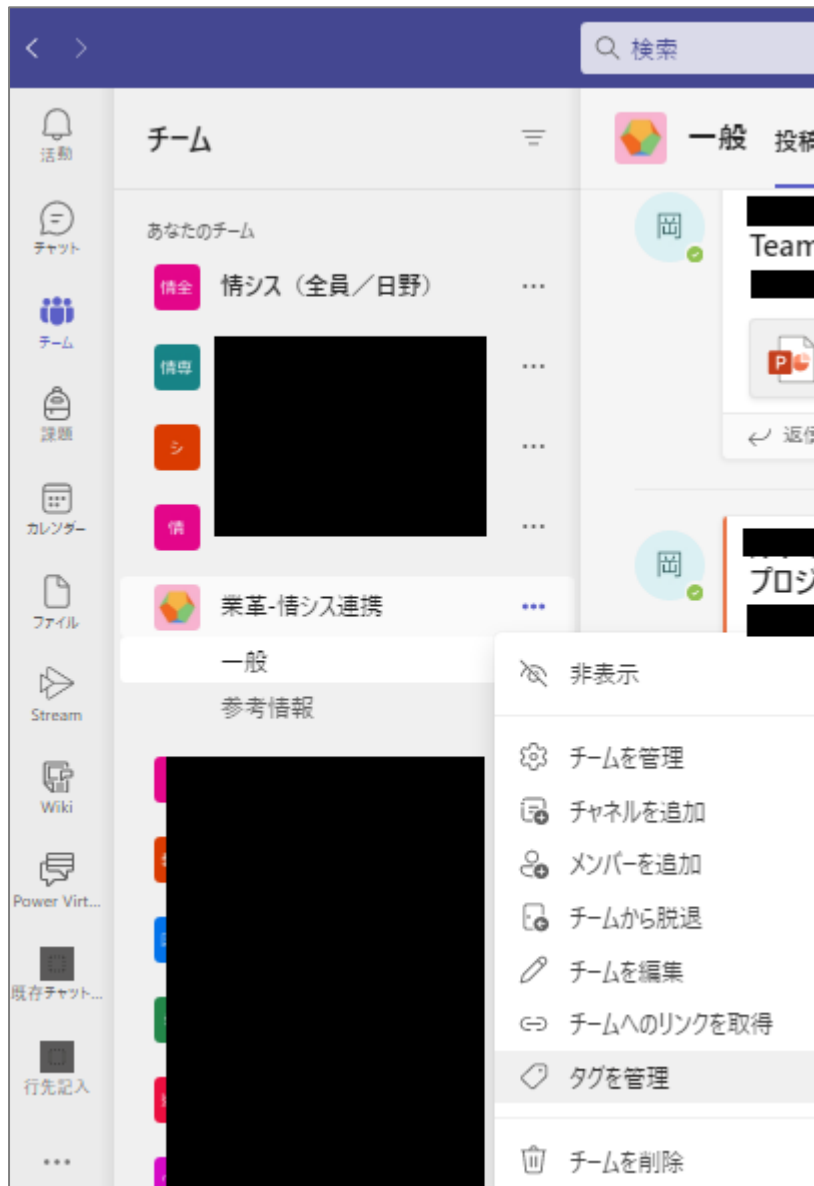 検索
活動
チャット
チーム
課題
カレンダー
ファイル
Stream
Wiki
Power Virt...
既存チャット...
行先記入
チーム
あなたのチーム
情全 情シス（全員／日野）
情専
シ
情
業革-情シス連携
一般
参考情報
非表示
チームを管理
チャネルを追加
メンバーを追加
チームから脱退
チームを編集
チームへのリンクを取得
タグを管理
チームを削除
一般 投稿
岡
Team
P
返信
岡
プロジ